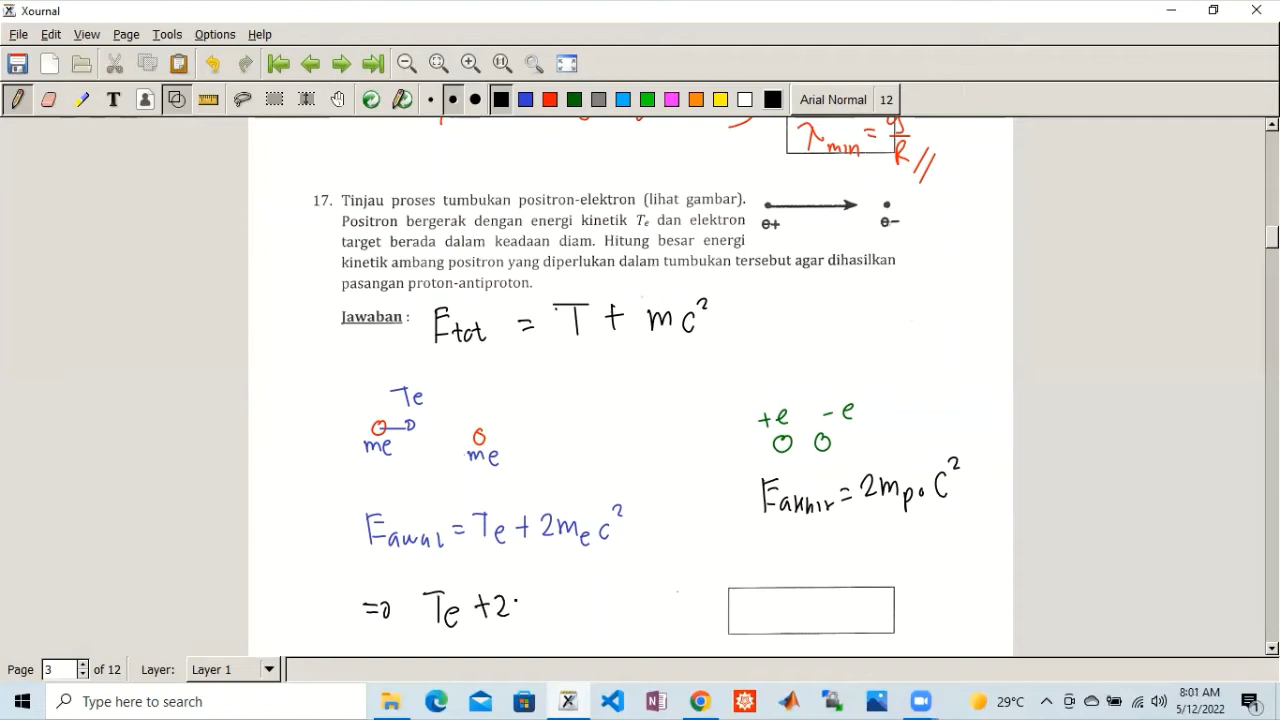 Xournal
File Edit View Page Tools Options Help
Arial Normal 12
λmin = 9/R //
17. Tinjau proses tumbukan positron-elektron (lihat gambar).
Positron bergerak dengan energi kinetik Te dan elektron
target berada dalam keadaan diam. Hitung besar energi
kinetik ambang positron yang diperlukan dalam tumbukan tersebut agar dihasilkan
pasangan proton-antiproton.
e+ e−
Jawaban : Etot = T + mc²
Te
me me
+e −e
Eakhir = 2mp. c²
Eawal = Te + 2mec²
⇒ Te + 2
Page 3 of 12 Layer: Layer 1
Type here to search
29°C
8:01 AM
5/12/2022